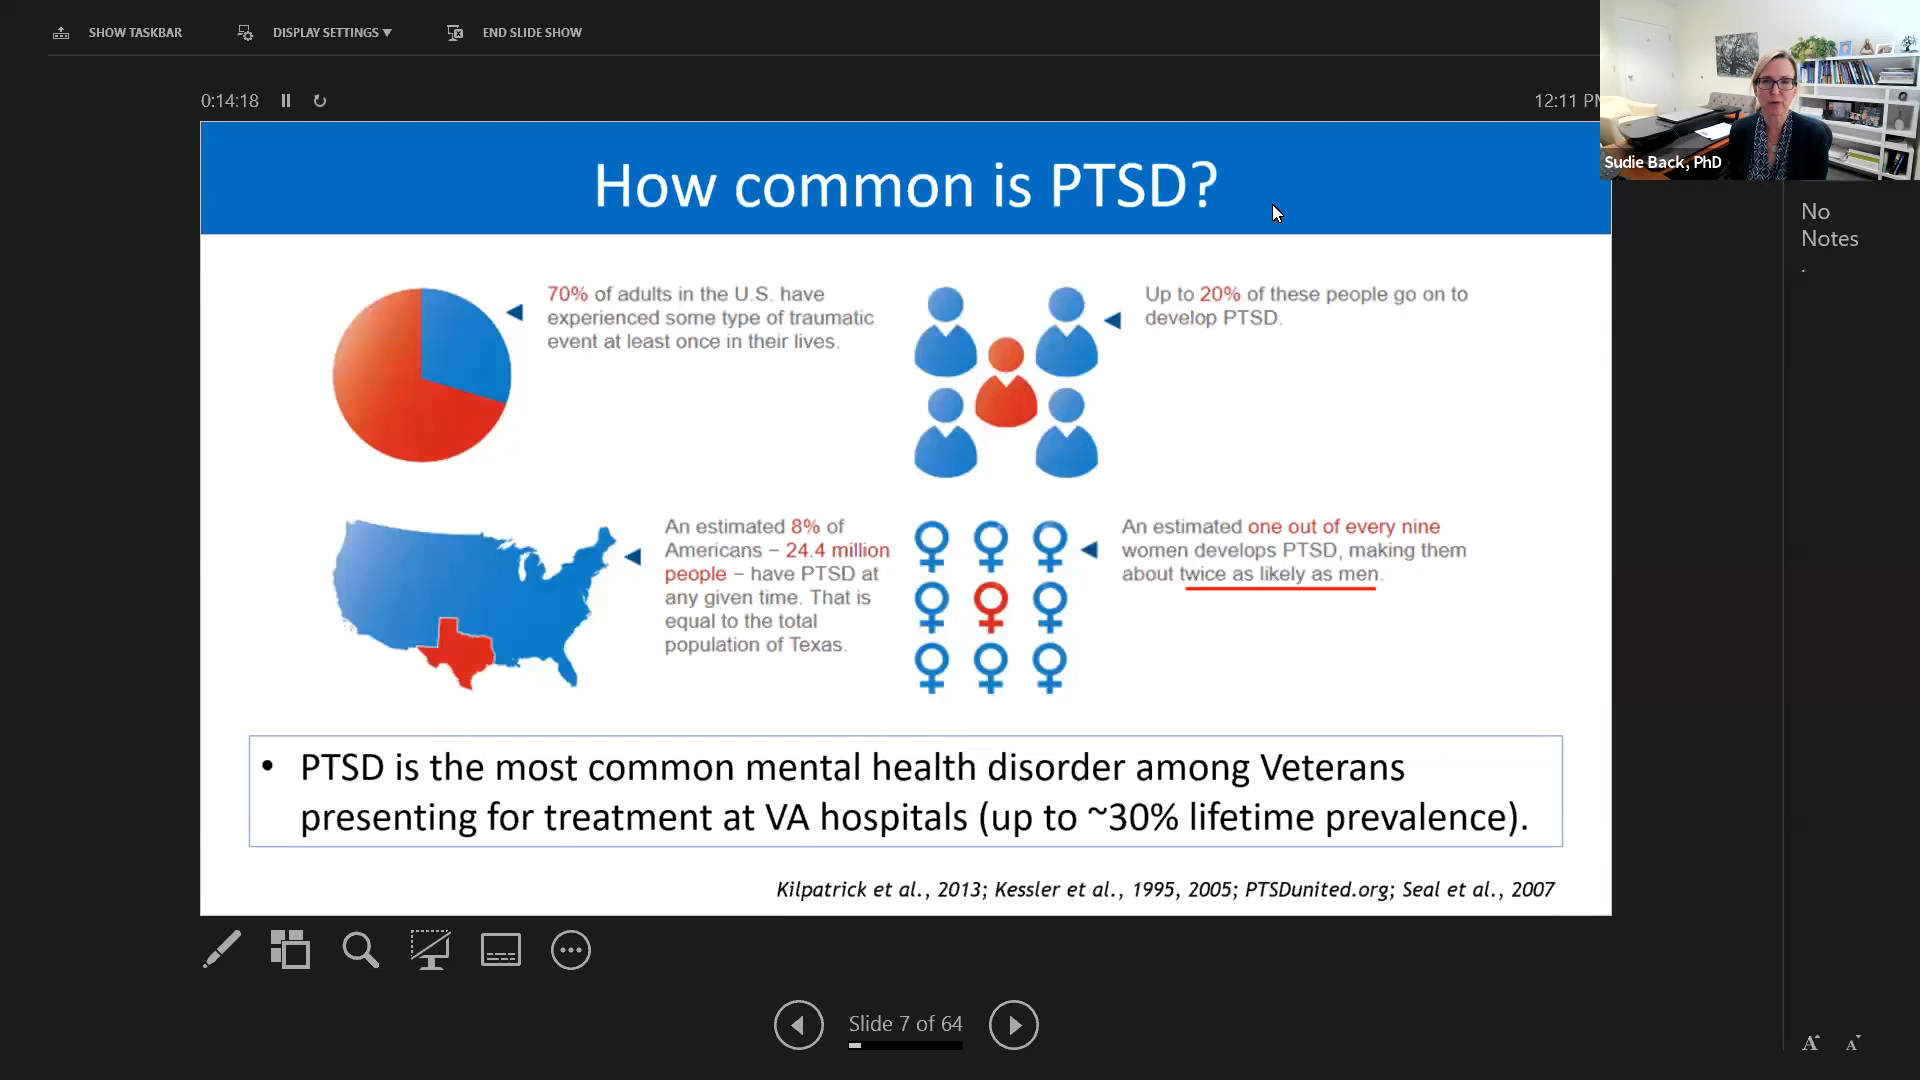 SHOW TASKBAR
DISPLAY SETTINGS ▼
END SLIDE SHOW
0:14:18
12:11 PM
Sudie Back, PhD
No
Notes
.
How common is PTSD?
70% of adults in the U.S. have
experienced some type of traumatic
event at least once in their lives.
Up to 20% of these people go on to
develop PTSD.
An estimated 8% of
Americans – 24.4 million
people – have PTSD at
any given time. That is
equal to the total
population of Texas.
An estimated one out of every nine
women develops PTSD, making them
about twice as likely as men.
• PTSD is the most common mental health disorder among Veterans
presenting for treatment at VA hospitals (up to ~30% lifetime prevalence).
Kilpatrick et al., 2013; Kessler et al., 1995, 2005; PTSDunited.org; Seal et al., 2007
Slide 7 of 64
A A